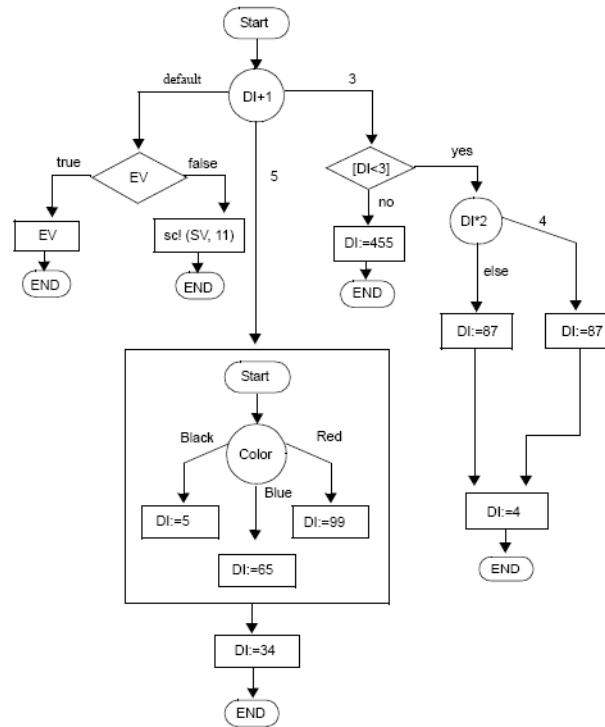 Start
default
DI+1
3
true
EV
false
5
[DI<3]
yes
EV
sc! (SV, 11)
no
DI:=455
DI*2
4
END
END
END
else
DI:=87
DI:=87
Start
Black
Color
Red
Blue
DI:=5
DI:=99
DI:=65
DI:=4
END
DI:=34
END